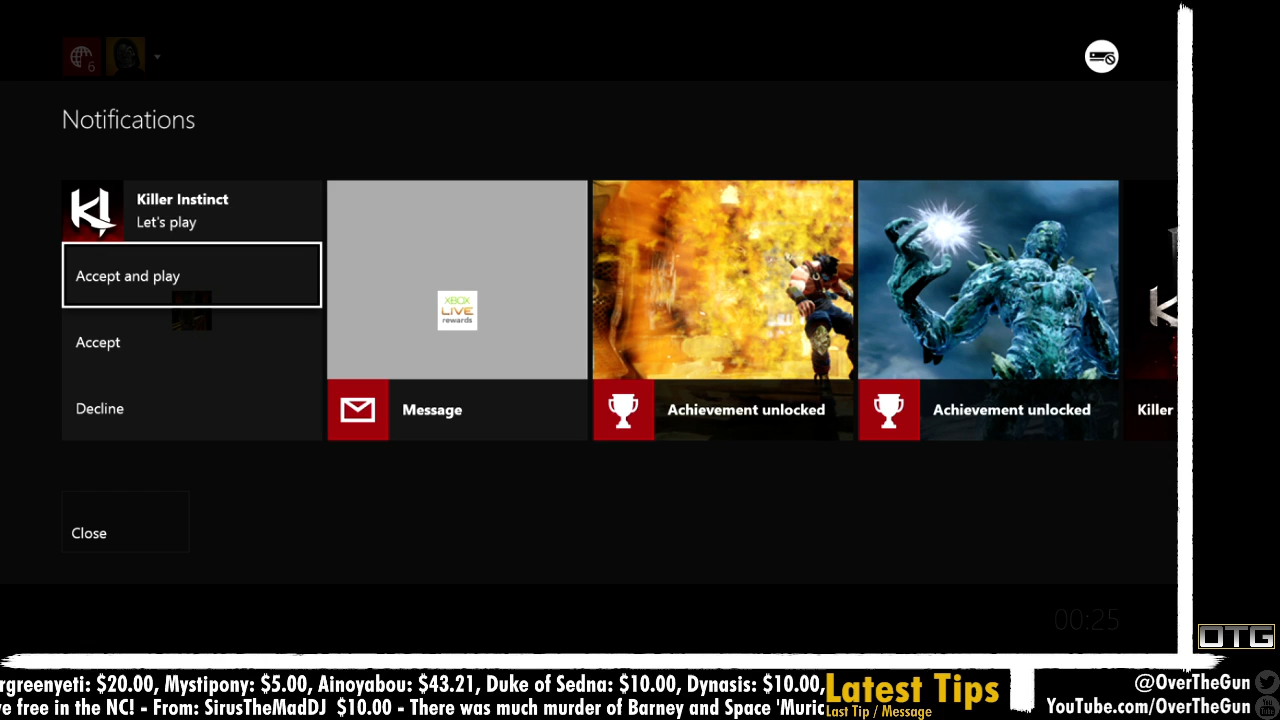 6
Notifications
KI
Killer Instinct
Let's play
Accept and play
Accept
Decline
XBOX
LIVE
rewards
Message
Achievement unlocked
Achievement unlocked
Killer
Close
00:25
OTG
rgreenyeti: $20.00, Mystipony: $5.00, Ainoyabou: $43.21, Duke of Sedna: $10.00, Dynasis: $10.00,
ve free in the NC! - From: SirusTheMadDJ $10.00 - There was much murder of Barney and Space 'Muric
Latest Tips
Last Tip / Message
@OverTheGun
YouTube.com/OverTheGun